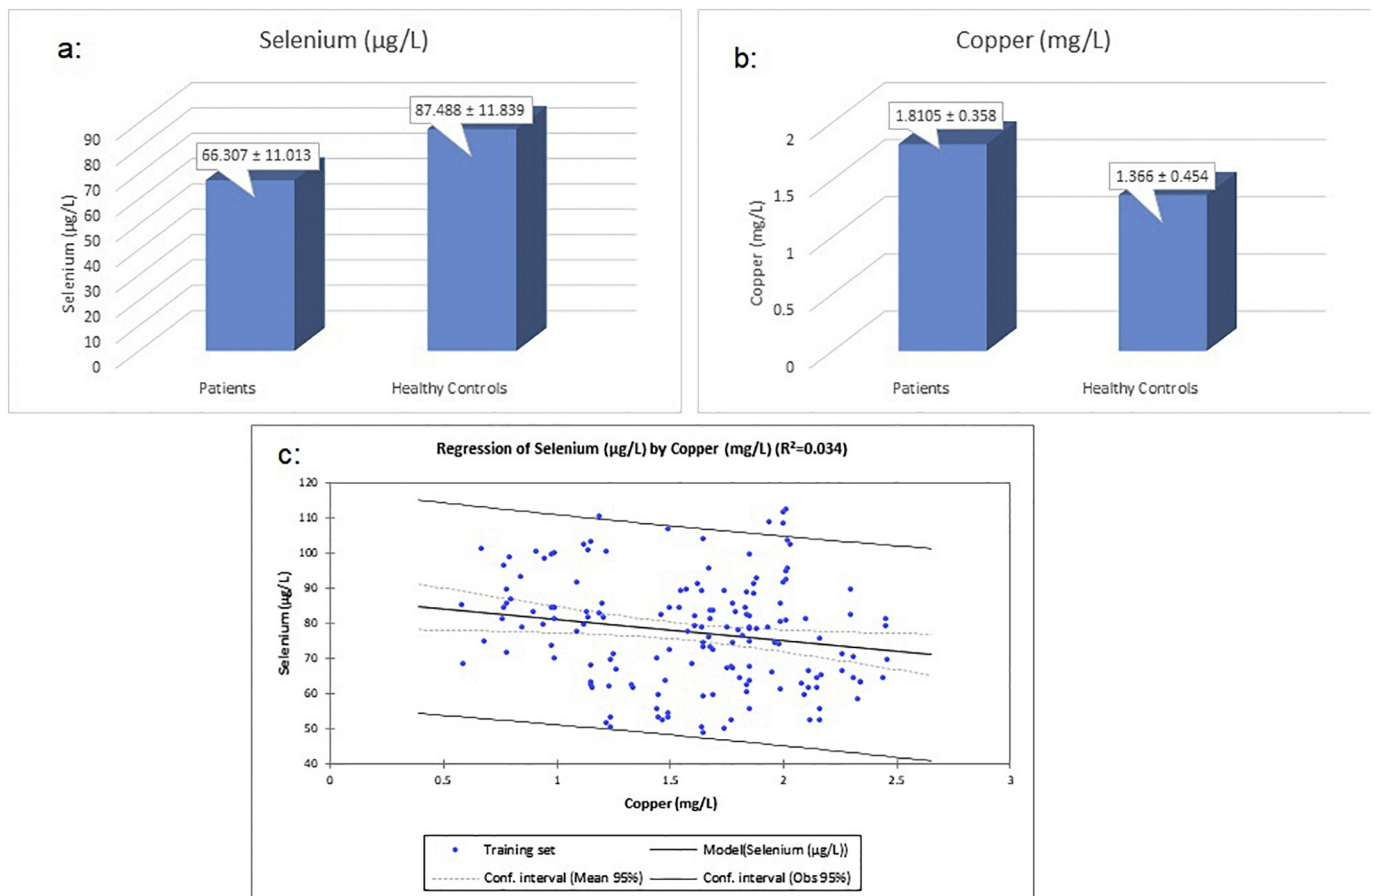 a:
Selenium (µg/L)
87.488 ± 11.839
66.307 ± 11.013
90
80
70
60
50
40
30
20
10
0
Selenium (µg/L)
Patients
Healthy Controls
b:
Copper (mg/L)
1.8105 ± 0.358
1.366 ± 0.454
2
1.5
1
0.5
0
Copper (mg/L)
Patients
Healthy Controls
c:
Regression of Selenium (µg/L) by Copper (mg/L) (R²=0.034)
120
110
100
90
80
70
60
50
40
Selenium (µg/L)
0
0.5
1
1.5
2
2.5
3
Copper (mg/L)
Training set
Model(Selenium (µg/L))
Conf. interval (Mean 95%)
Conf. interval (Obs 95%)